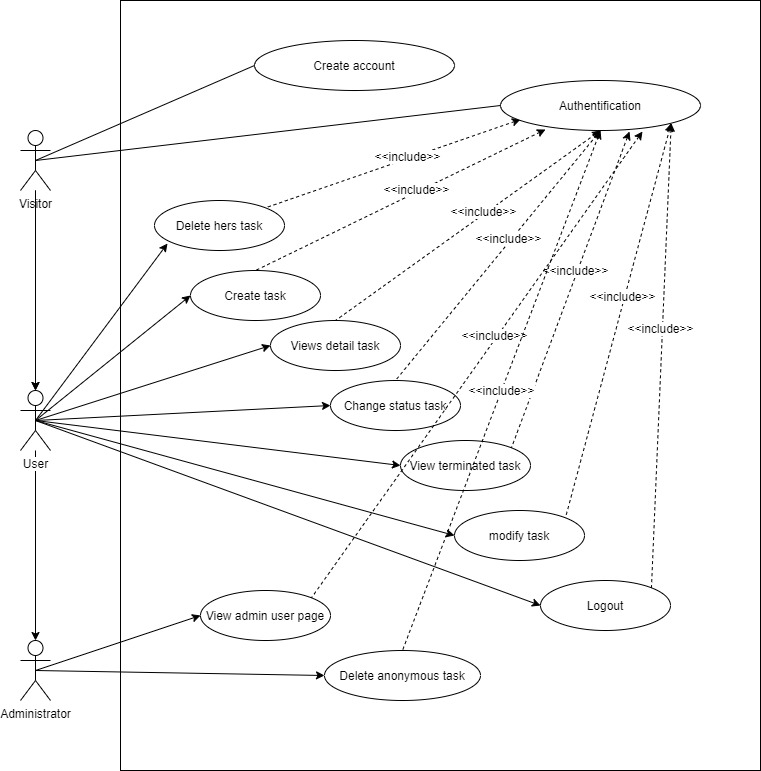 Create account
Authentification
<<include>>
<<include>>
Visitor
Delete hers task
<<include>>
<<include>>
<<include>>
Create task
<<include>>
<<include>>
<<include>>
Views detail task
<<include>>
Change status task
User
View terminated task
modify task
Logout
View admin user page
Delete anonymous task
Administrator